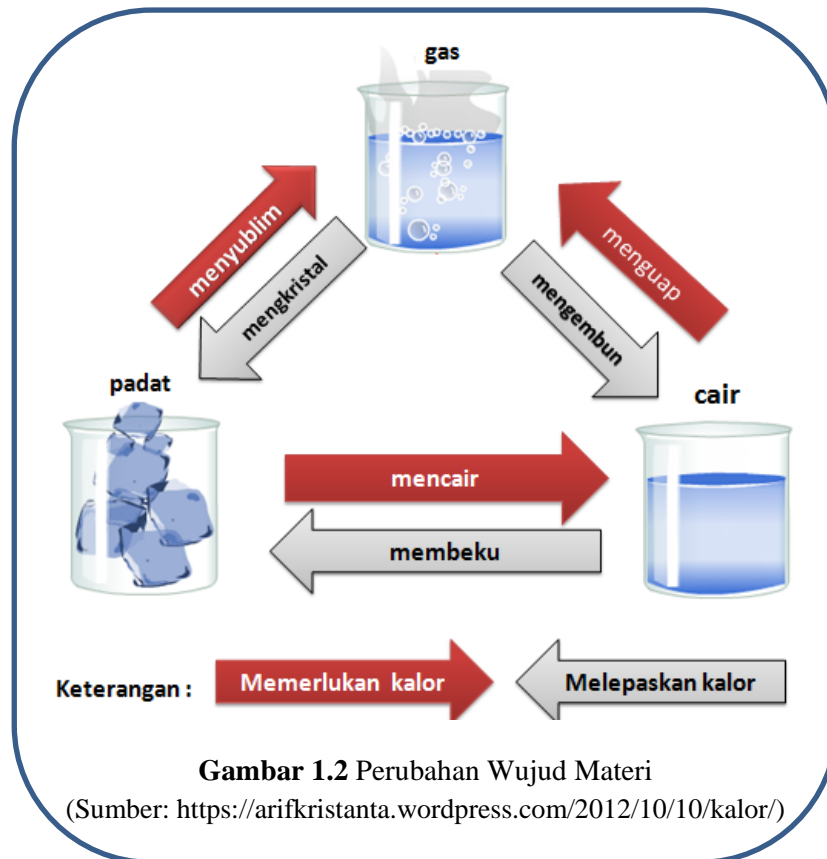 gas
menyublim
mengkristal
menguap
mengembun
padat
cair
mencair
membeku
Keterangan :
Memerlukan kalor
Melepaskan kalor
Gambar 1.2 Perubahan Wujud Materi
(Sumber: https://arifkristanta.wordpress.com/2012/10/10/kalor/)